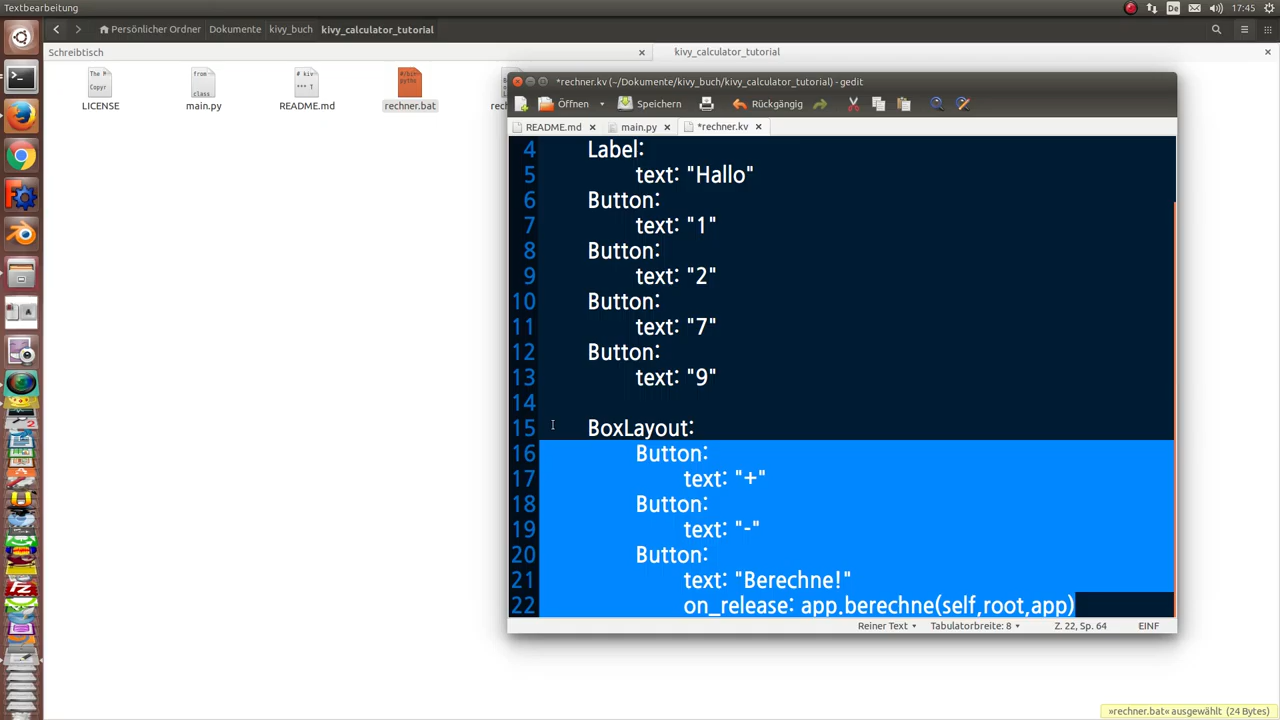 Textbearbeitung
De
17:45
Persönlicher Ordner
Dokumente
kivy_buch
kivy_calculator_tutorial
Schreibtisch
kivy_calculator_tutorial
LICENSE
main.py
README.md
rechner.bat
*rechner.kv (~/Dokumente/kivy_buch/kivy_calculator_tutorial) - gedit
Öffnen
Speichern
Rückgängig
README.md
main.py
*rechner.kv
4 Label:
5 text: "Hallo"
6 Button:
7 text: "1"
8 Button:
9 text: "2"
10 Button:
11 text: "7"
12 Button:
13 text: "9"
14
15 BoxLayout:
16 Button:
17 text: "+"
18 Button:
19 text: "-"
20 Button:
21 text: "Berechne!"
22 on_release: app.berechne(self,root,app)
Reiner Text
Tabulatorbreite: 8
Z. 22, Sp. 64
EINF
»rechner.bat« ausgewählt (24 Bytes)